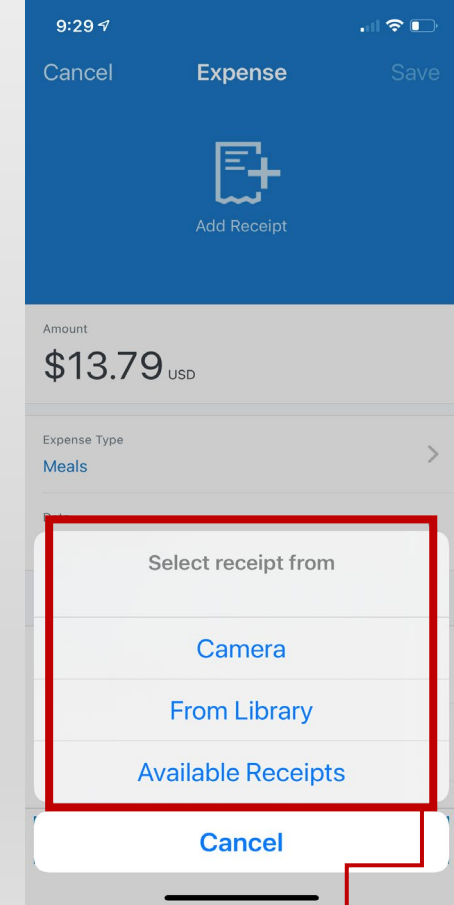 9:29
Cancel Expense Save
Add Receipt
Amount
$13.79 USD
Expense Type
Meals
Date
Select receipt from
Camera
From Library
Available Receipts
Cancel